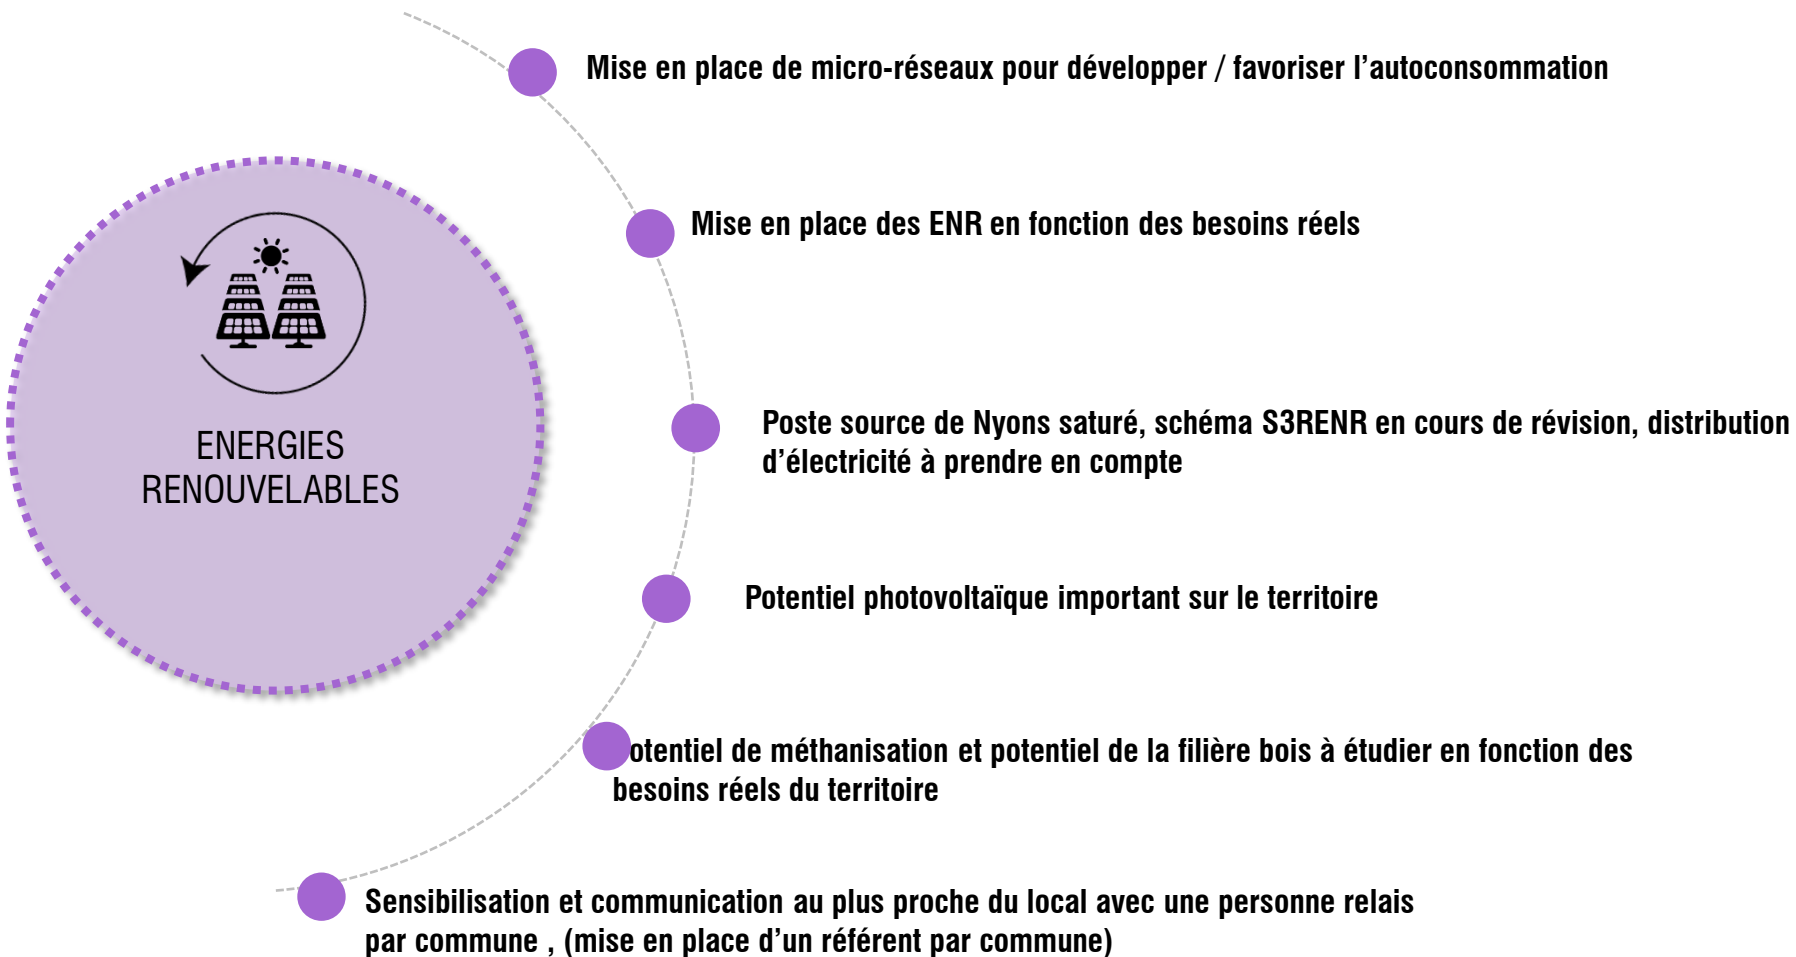 Mise en place de micro-réseaux pour développer / favoriser l’autoconsommation
Mise en place des ENR en fonction des besoins réels
ENERGIES
RENOUVELABLES
Poste source de Nyons saturé, schéma S3RENR en cours de révision, distribution
d’électricité à prendre en compte
Potentiel photovoltaïque important sur le territoire
otentiel de méthanisation et potentiel de la filière bois à étudier en fonction des
besoins réels du territoire
Sensibilisation et communication au plus proche du local avec une personne relais
par commune , (mise en place d’un référent par commune)